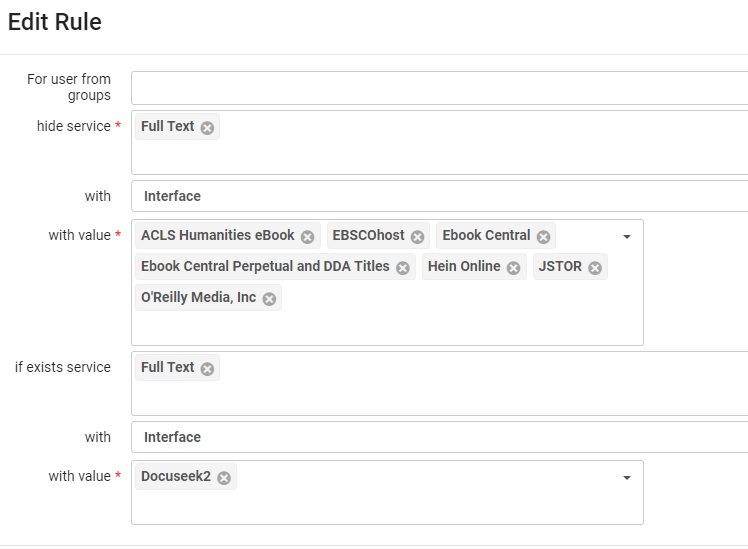 Edit Rule
For user from
groups
hide service *
Full Text
with
Interface
with value *
ACLS Humanities eBook EBSCOhost Ebook Central
Ebook Central Perpetual and DDA Titles Hein Online JSTOR
O'Reilly Media, Inc
if exists service
Full Text
with
Interface
with value *
Docuseek2